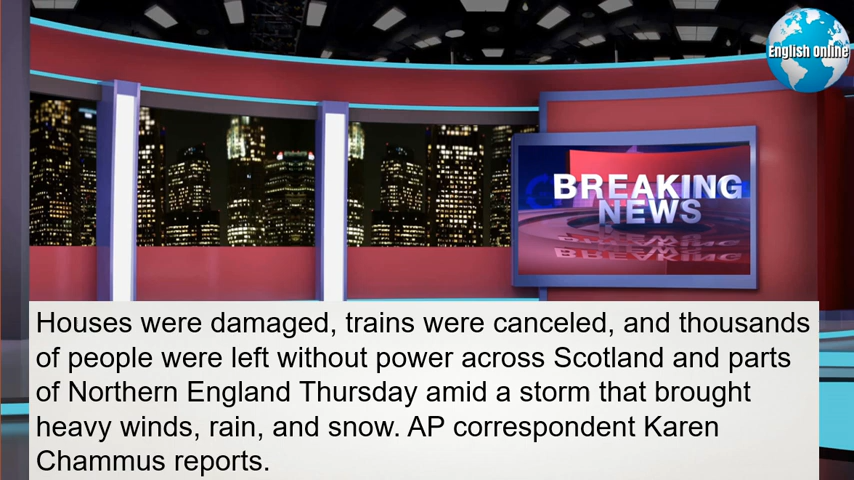 English online
BREAKING
NEWS
Houses were damaged, trains were canceled, and thousands
of people were left without power across Scotland and parts
of Northern England Thursday amid a storm that brought
heavy winds, rain, and snow. AP correspondent Karen
Chammus reports.